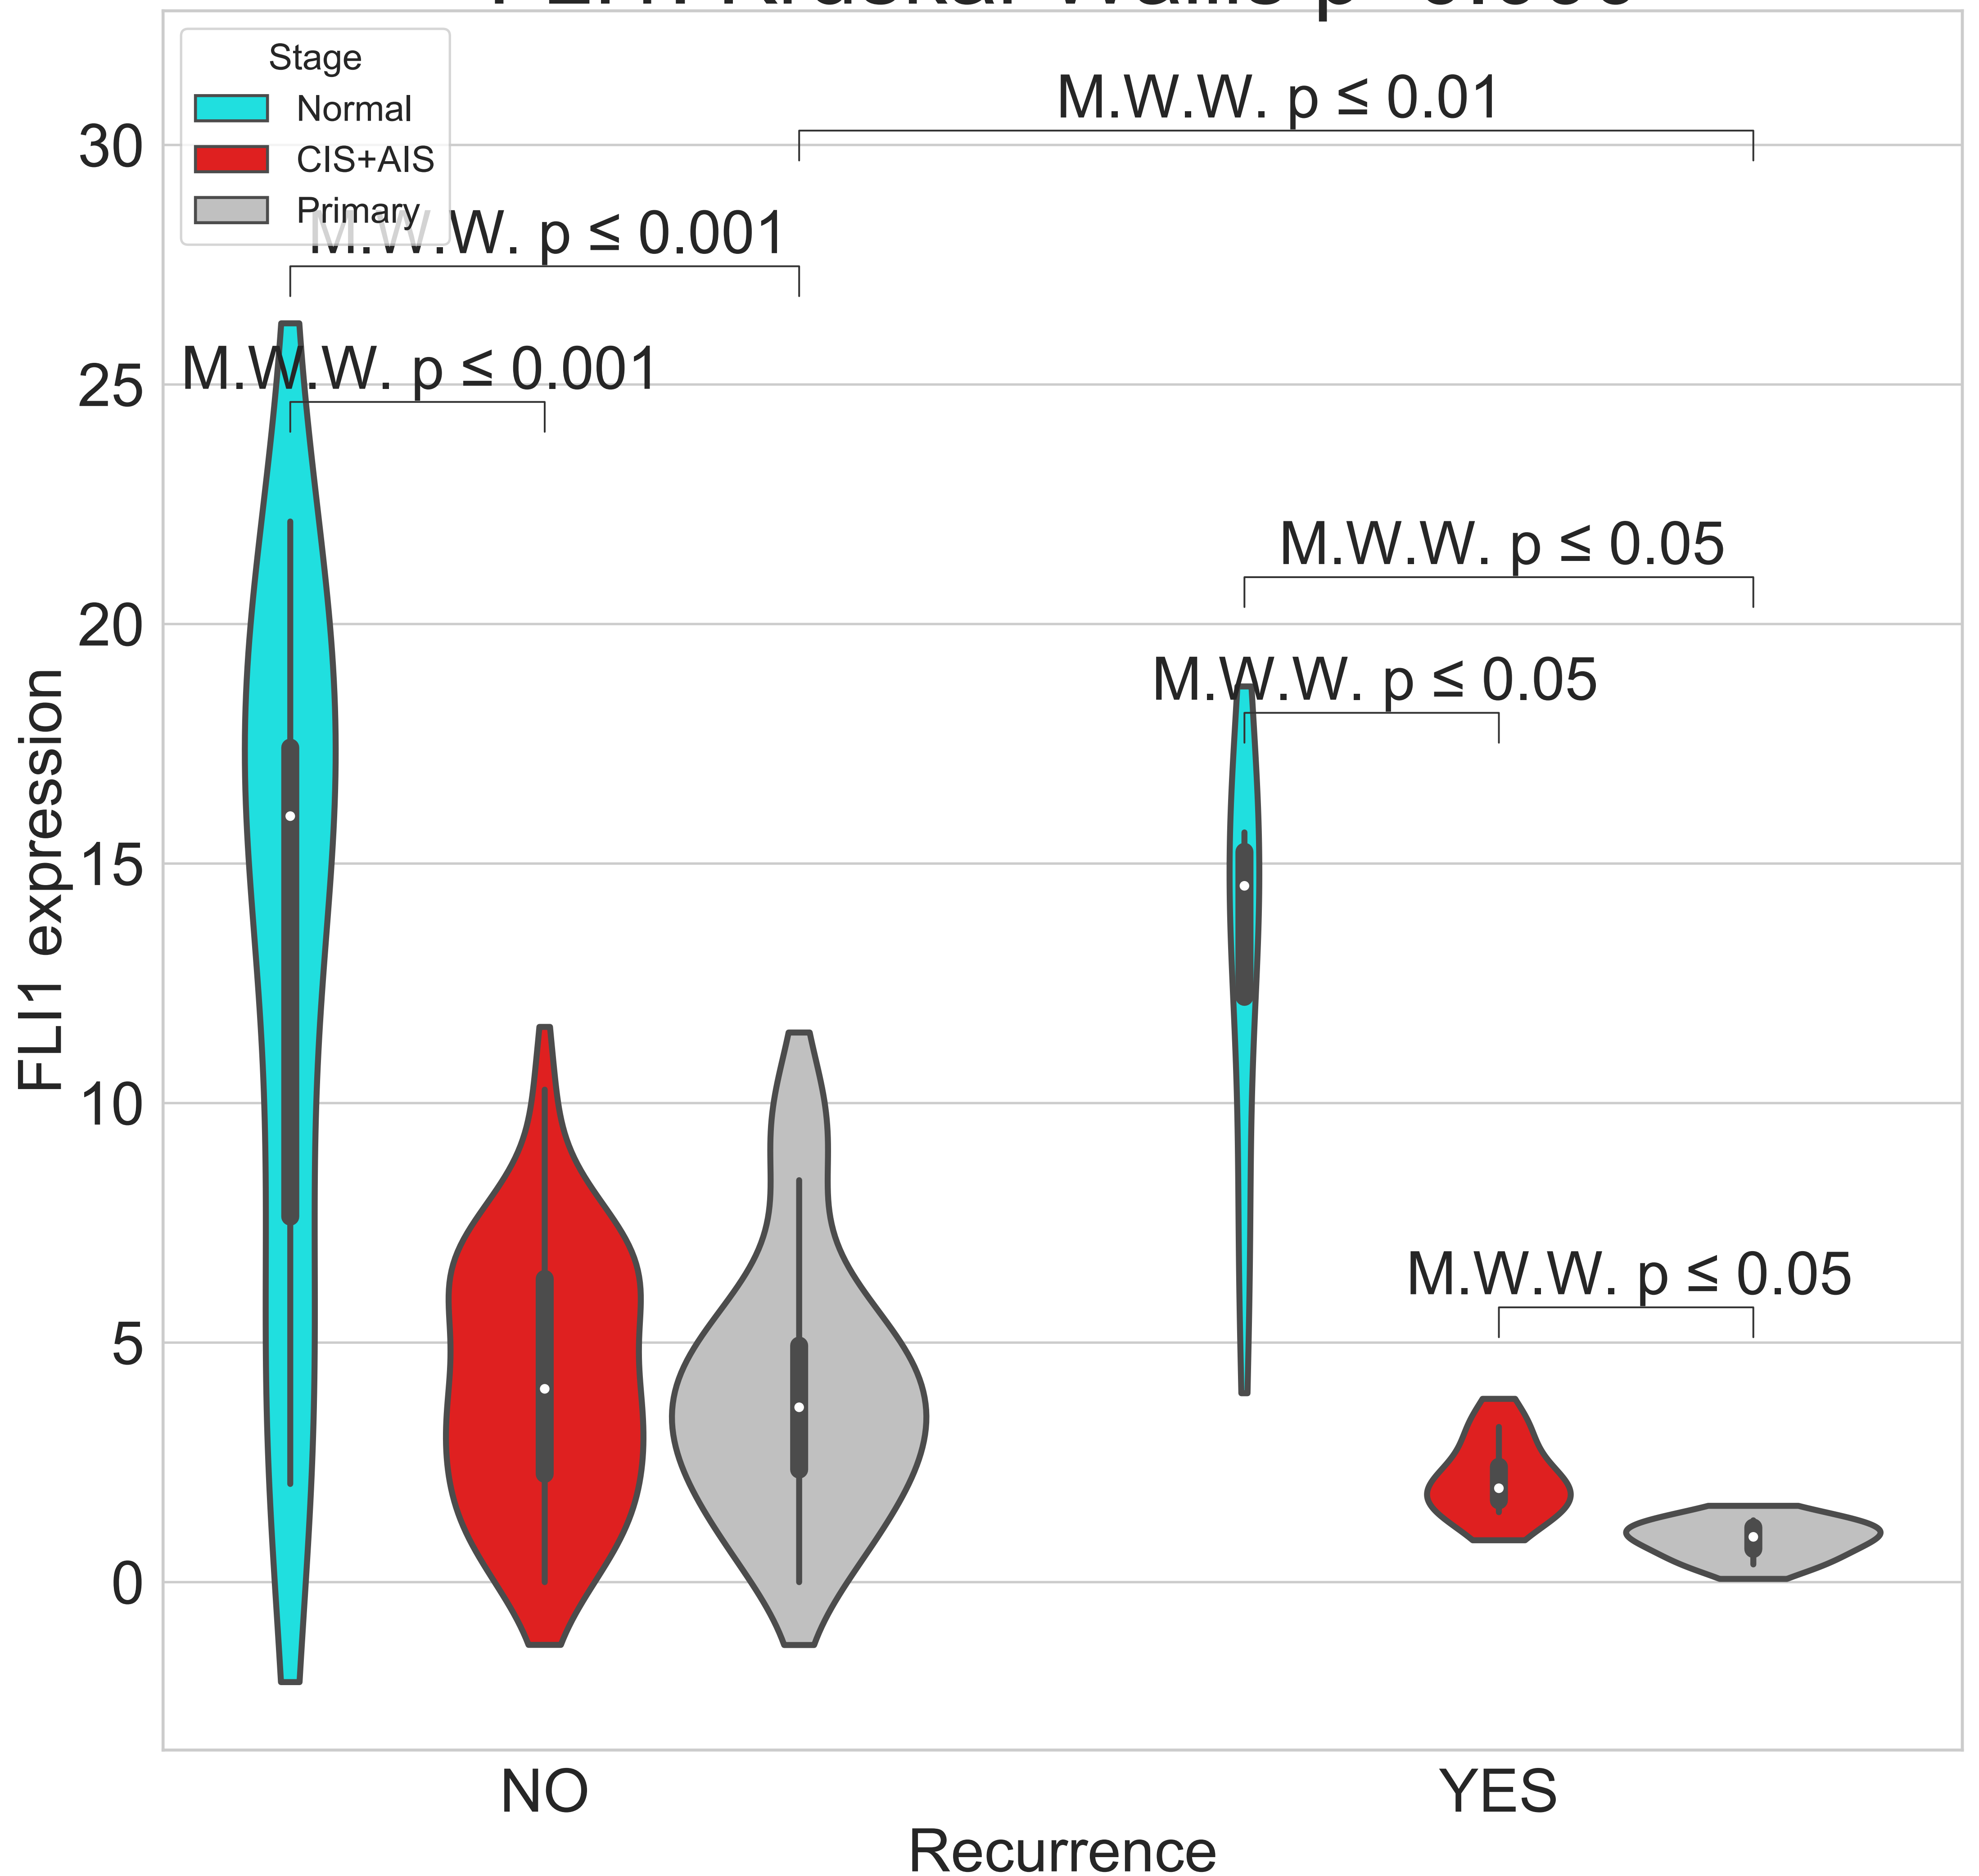 Stage
Normal
CIS+AIS
Primary
M.W.W. p ≤ 0.01
M.W.W. p ≤ 0.001
M.W.W. p ≤ 0.001
M.W.W. p ≤ 0.05
M.W.W. p ≤ 0.05
M.W.W. p ≤ 0.05
30
25
20
15
10
5
0
FLI1 expression
NO
YES
Recurrence